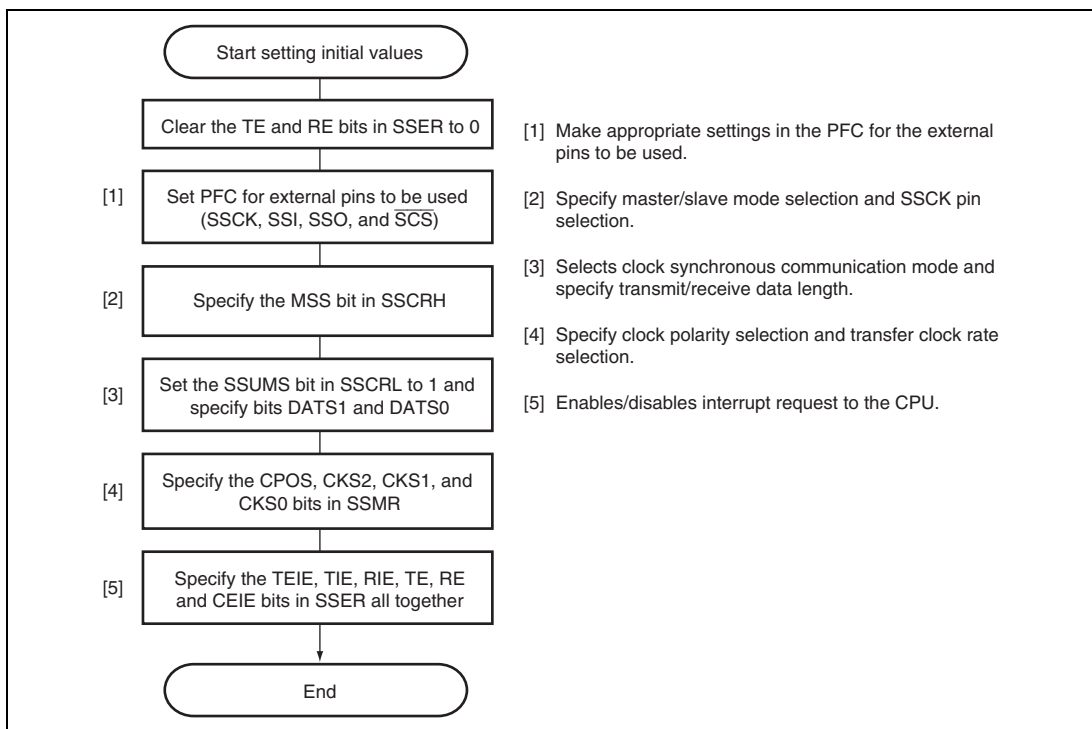 Start setting initial values
Clear the TE and RE bits in SSER to 0
[1]
Set PFC for external pins to be used
(SSCK, SSI, SSO, and S̅C̅S̅)
[2]
Specify the MSS bit in SSCRH
[3]
Set the SSUMS bit in SSCRL to 1 and
specify bits DATS1 and DATS0
[4]
Specify the CPOS, CKS2, CKS1, and
CKS0 bits in SSMR
[5]
Specify the TEIE, TIE, RIE, TE, RE
and CEIE bits in SSER all together
End
[1] Make appropriate settings in the PFC for the external
pins to be used.
[2] Specify master/slave mode selection and SSCK pin
selection.
[3] Selects clock synchronous communication mode and
specify transmit/receive data length.
[4] Specify clock polarity selection and transfer clock rate
selection.
[5] Enables/disables interrupt request to the CPU.